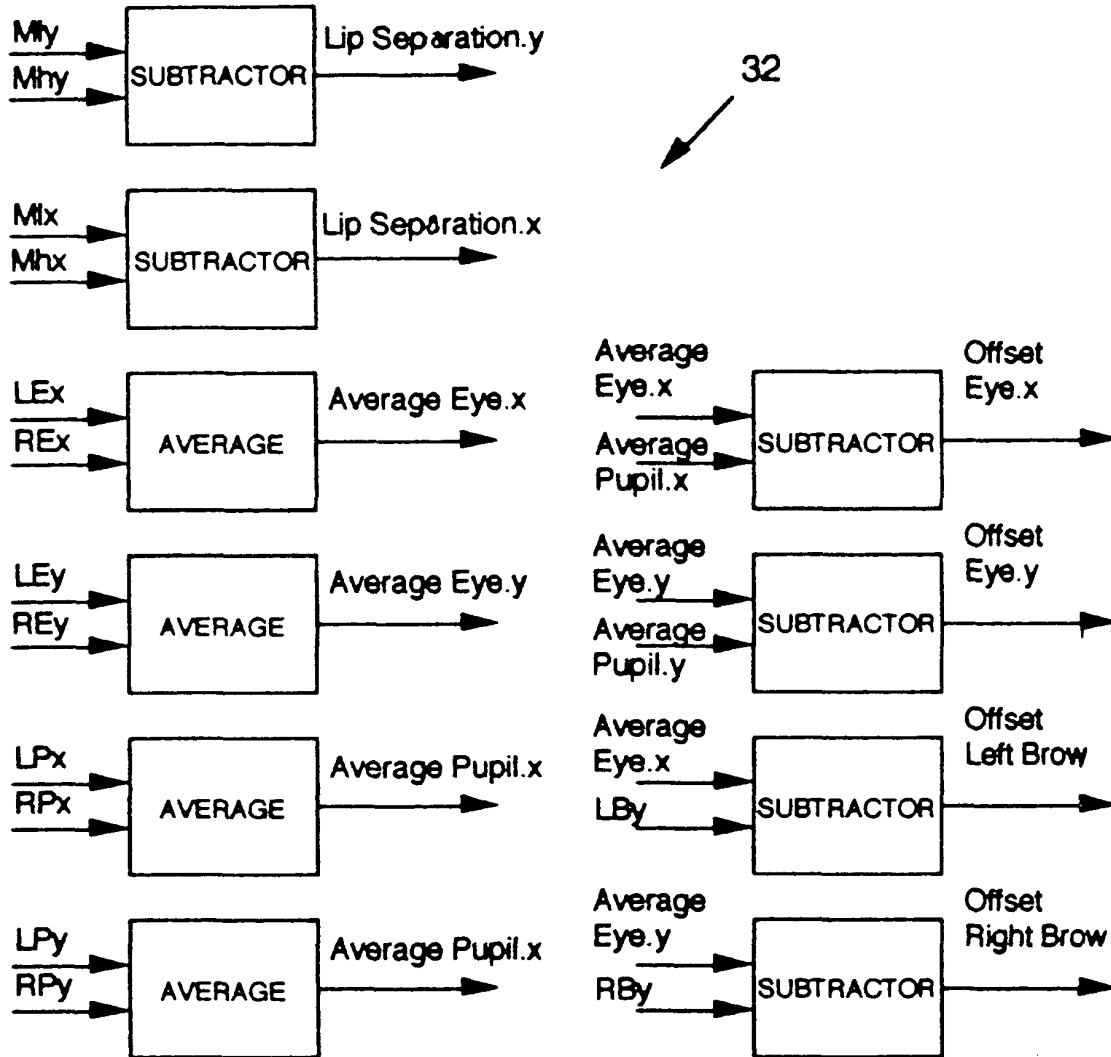 Mhy
SUBTRACTOR
Lip Separation.y
32
Mhx
SUBTRACTOR
Lip Separation.x
LEx
REx
AVERAGE
Average Eye.x
LEy
REy
AVERAGE
Average Eye.y
LPx
RPx
AVERAGE
Average Pupil.x
LPy
RPy
AVERAGE
Average Pupil.x
Average
Eye.x
Average
Pupil.x
SUBTRACTOR
Offset
Eye.x
Average
Eye.y
Average
Pupil.y
SUBTRACTOR
Offset
Eye.y
Average
Eye.x
LBy
SUBTRACTOR
Offset
Left Brow
Average
Eye.y
RBy
SUBTRACTOR
Offset
Right Brow